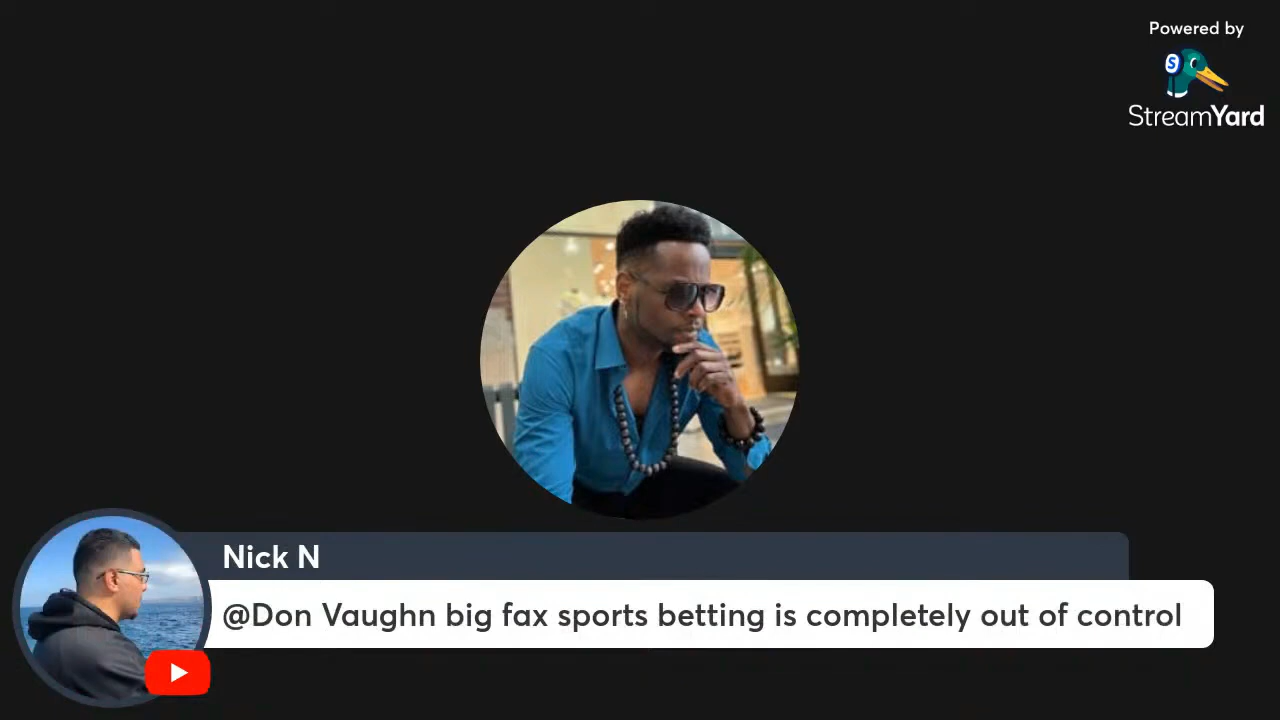 Powered by
S
StreamYard
Nick N
@Don Vaughn big fax sports betting is completely out of control